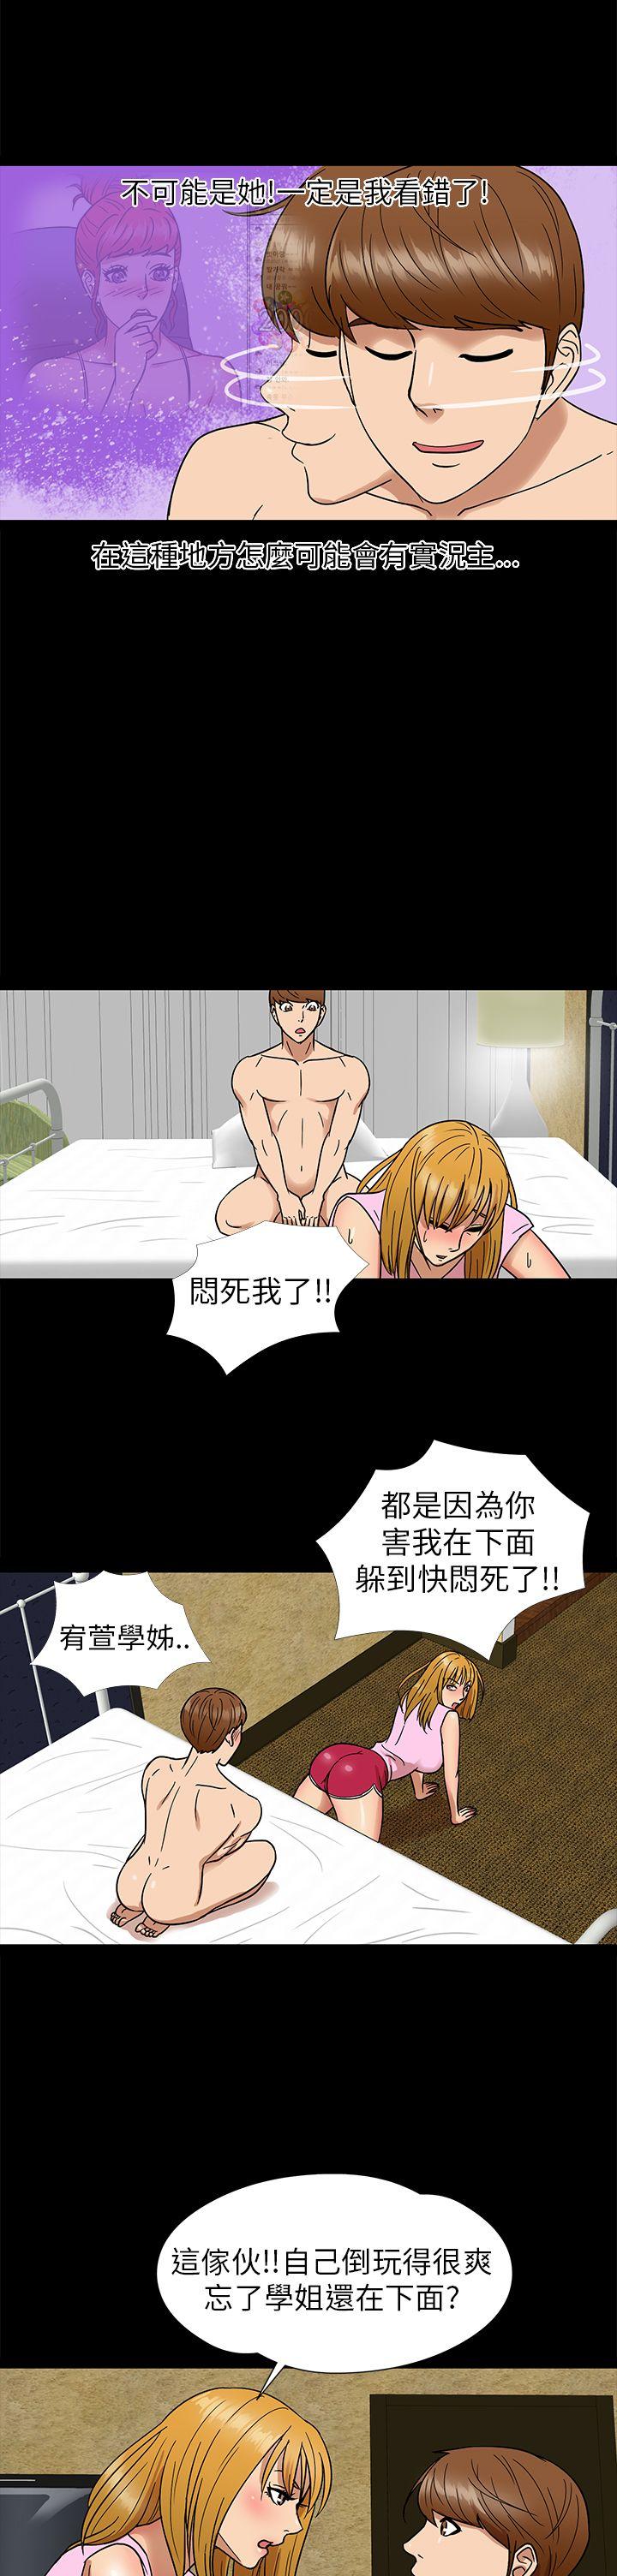 不可能是她!一定是我看錯了!
200
在這種地方怎麼可能會有實況主...
悶死我了!!
都是因為你
害我在下面
躲到快悶死了!!
宥萱學姊..
這傢伙!!自己倒玩得很爽
忘了學姐還在下面?